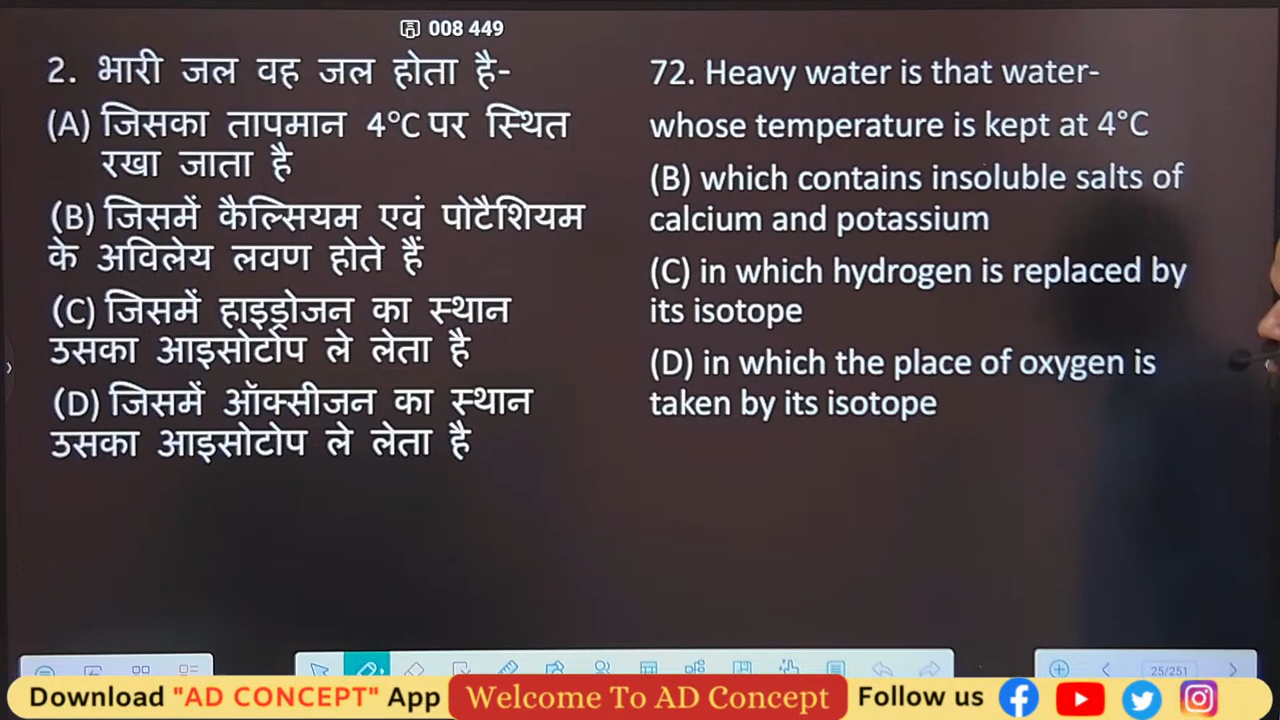 008 449
2. भारी जल वह जल होता है-
(A) जिसका तापमान 4°C पर स्थित
रखा जाता है
(B) जिसमें कैल्सियम एवं पोटैशियम
के अविलेय लवण होते हैं
(C) जिसमें हाइड्रोजन का स्थान
उसका आइसोटोप ले लेता है
(D) जिसमें ऑक्सीजन का स्थान
उसका आइसोटोप ले लेता है
72. Heavy water is that water-
whose temperature is kept at 4°C
(B) which contains insoluble salts of
calcium and potassium
(C) in which hydrogen is replaced by
its isotope
(D) in which the place of oxygen is
taken by its isotope
25/251
Download "AD CONCEPT" App
Welcome To AD Concept
Follow us